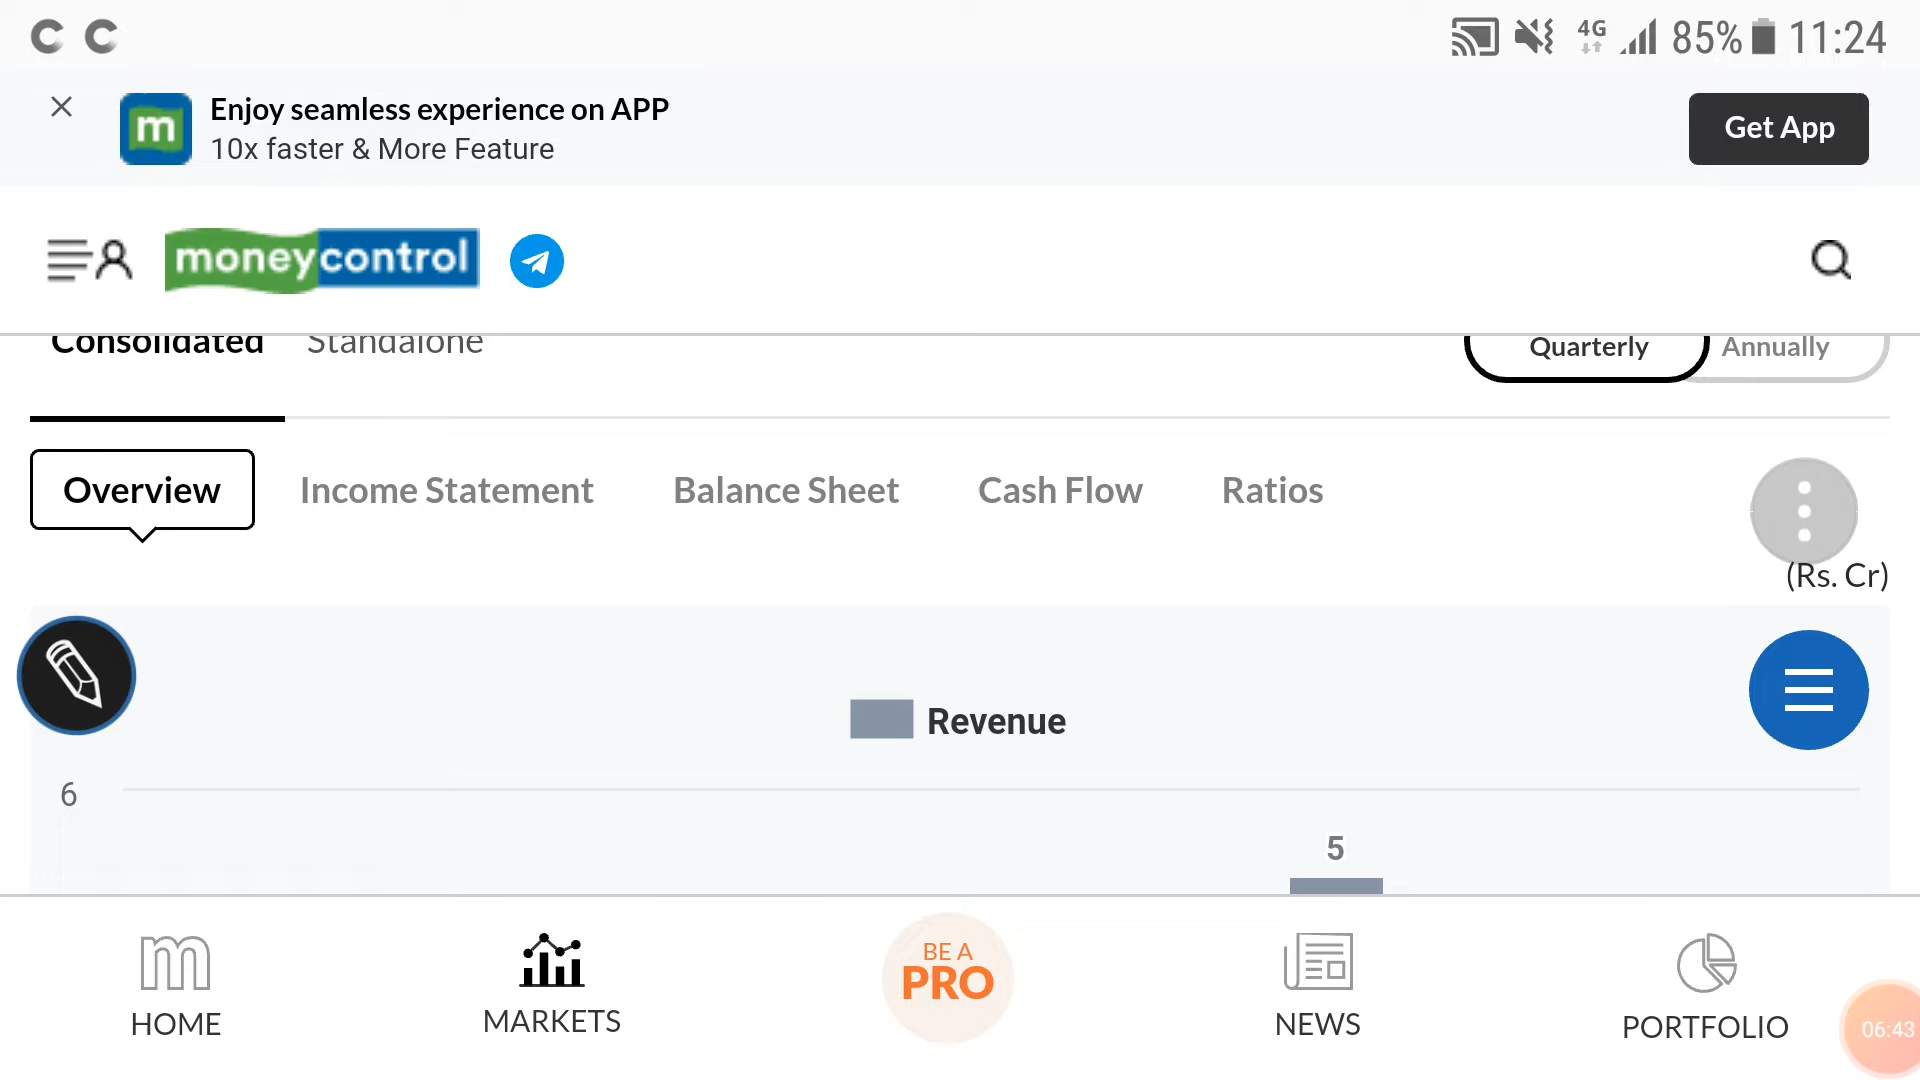 C C 4G 85% 11:24
Enjoy seamless experience on APP
10x faster & More Feature
Get App
m
moneycontrol
Consolidated Standalone Quarterly Annually
Overview Income Statement Balance Sheet Cash Flow Ratios
(Rs. Cr)
Revenue
6
5
m
BE A
PRO
HOME MARKETS NEWS PORTFOLIO
06:43